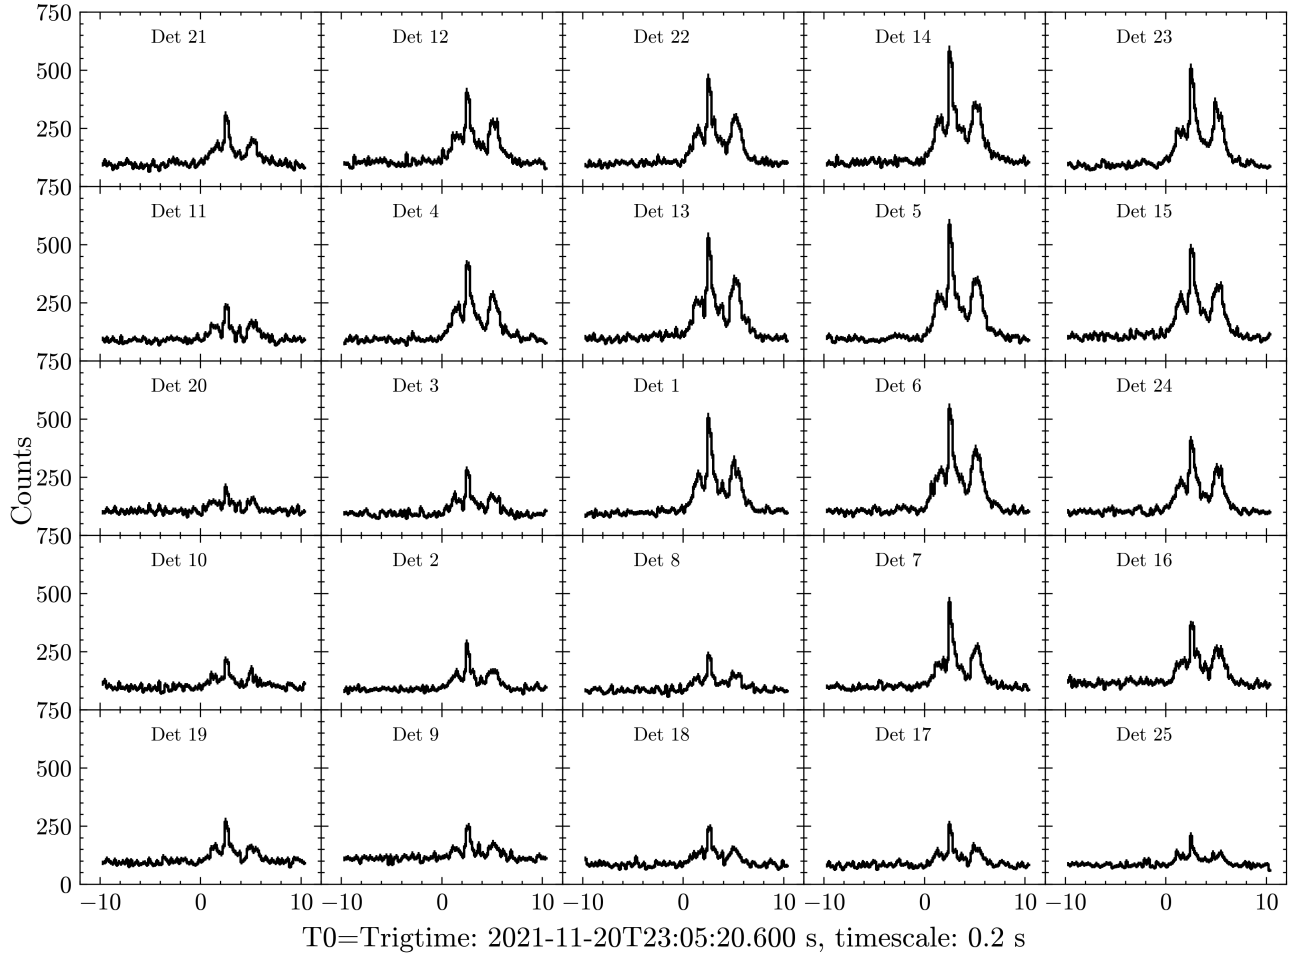 750
500
250
Det 21
Det 12
Det 22
Det 14
Det 23
750
500
250
Det 11
Det 4
Det 13
Det 5
Det 15
750
500
250
Det 20
Det 3
Det 1
Det 6
Det 24
Counts
750
500
250
Det 10
Det 2
Det 8
Det 7
Det 16
750
500
250
0
Det 19
Det 9
Det 18
Det 17
Det 25
−10 0 10 −10 0 10 −10 0 10 −10 0 10 −10 0 10
T0=Trigtime: 2021-11-20T23:05:20.600 s, timescale: 0.2 s